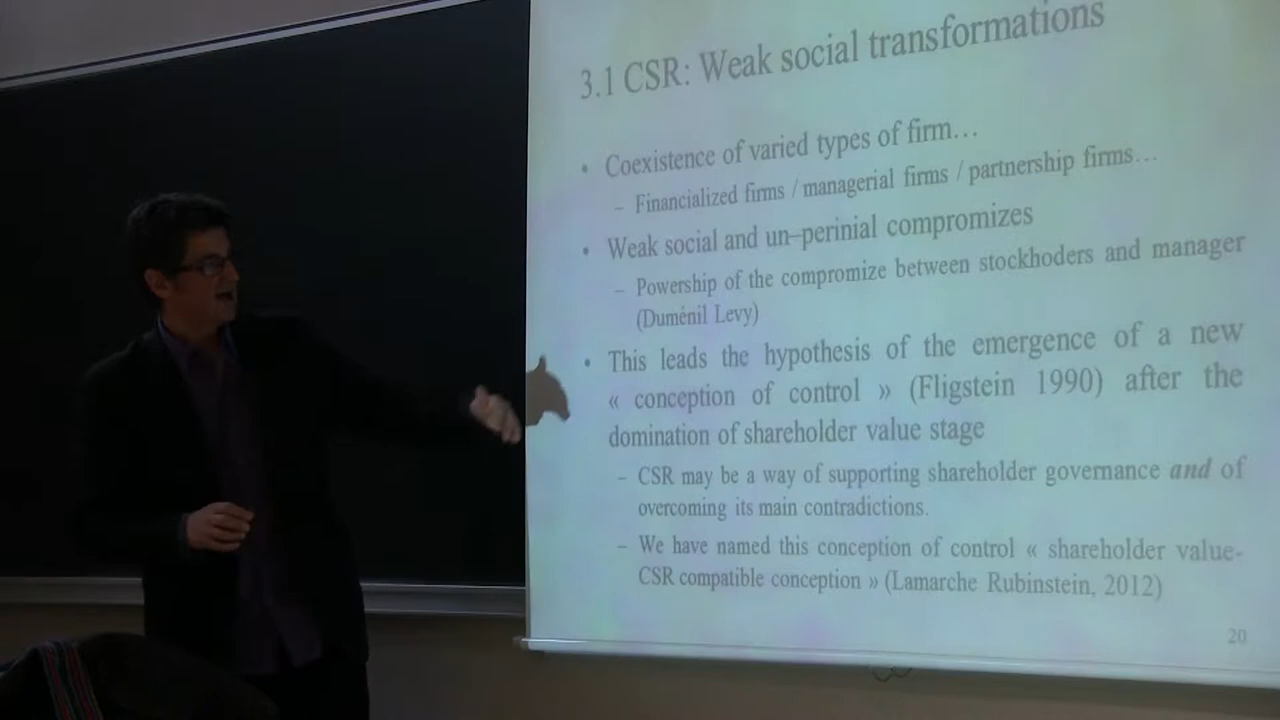 3.1 CSR: Weak social transformations
• Coexistence of varied types of firm…
– Financialized firms / managerial firms / partnership firms…
• Weak social and un–perinial compromizes
– Powership of the compromize between stockhoders and manager
(Duménil Levy)
• This leads the hypothesis of the emergence of a new
« conception of control » (Fligstein 1990) after the
domination of shareholder value stage
– CSR may be a way of supporting shareholder governance and of
overcoming its main contradictions.
– We have named this conception of control « shareholder value-
CSR compatible conception » (Lamarche Rubinstein, 2012)
20